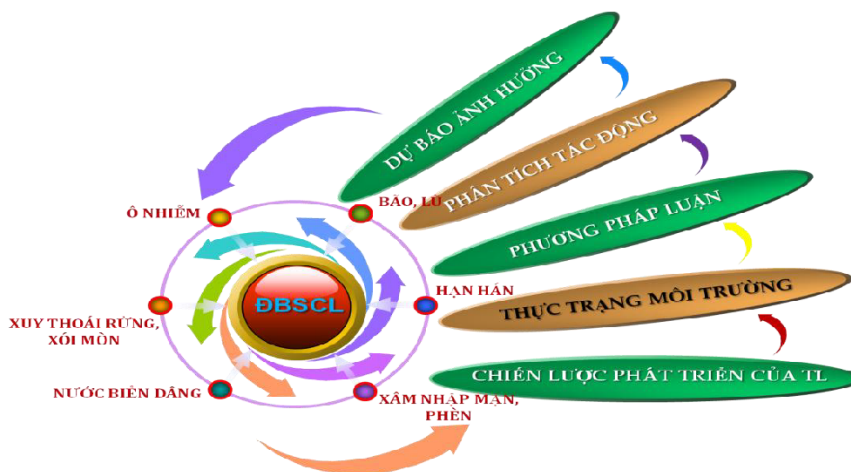 DỰ BÁO ẢNH HƯỞNG
PHÂN TÍCH TÁC ĐỘNG
PHƯƠNG PHÁP LUẬN
THỰC TRẠNG MÔI TRƯỜNG
CHIẾN LƯỢC PHÁT TRIỂN CỦA TL
Ô NHIỄM
BÃO, LŨ
ĐBSCL
HẠN HÁN
XUY THOÁI RỪNG,
XÓI MÒN
NƯỚC BIỂN DÂNG
XÂM NHẬP MẶN,
PHÈN